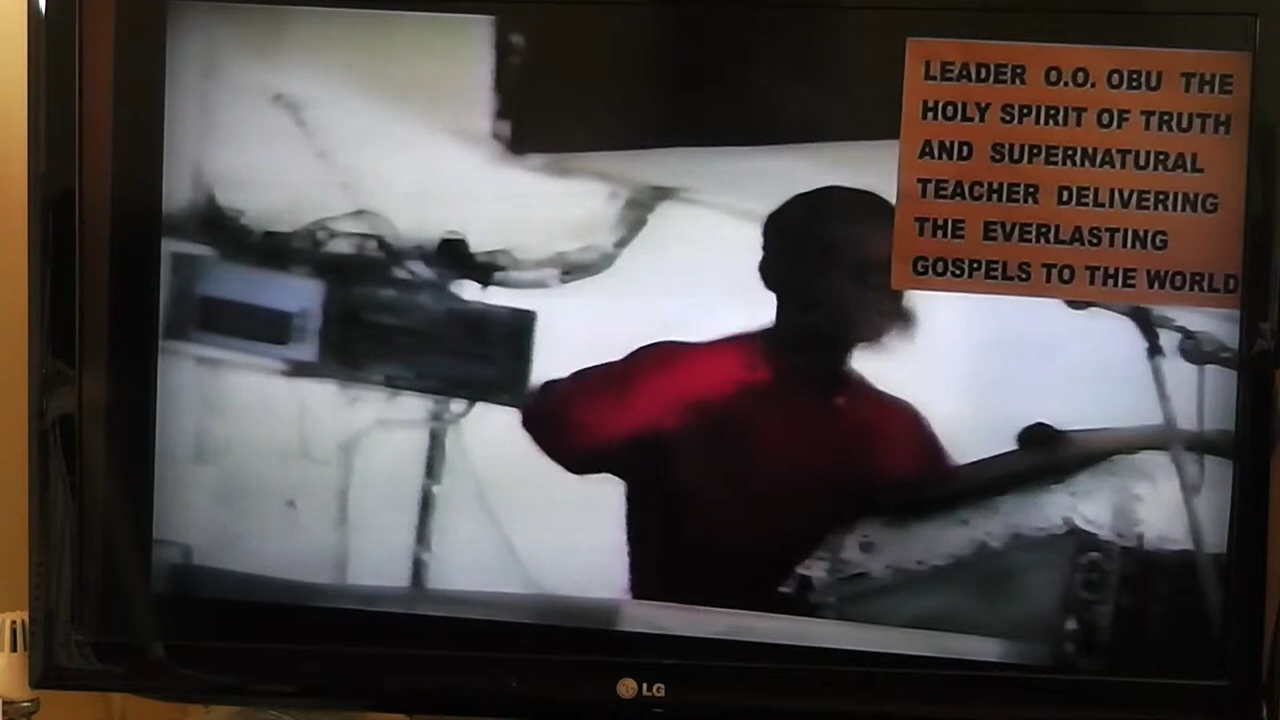 LEADER O.O. OBU THE
HOLY SPIRIT OF TRUTH
AND SUPERNATURAL
TEACHER DELIVERING
THE EVERLASTING
GOSPELS TO THE WORLD
LG